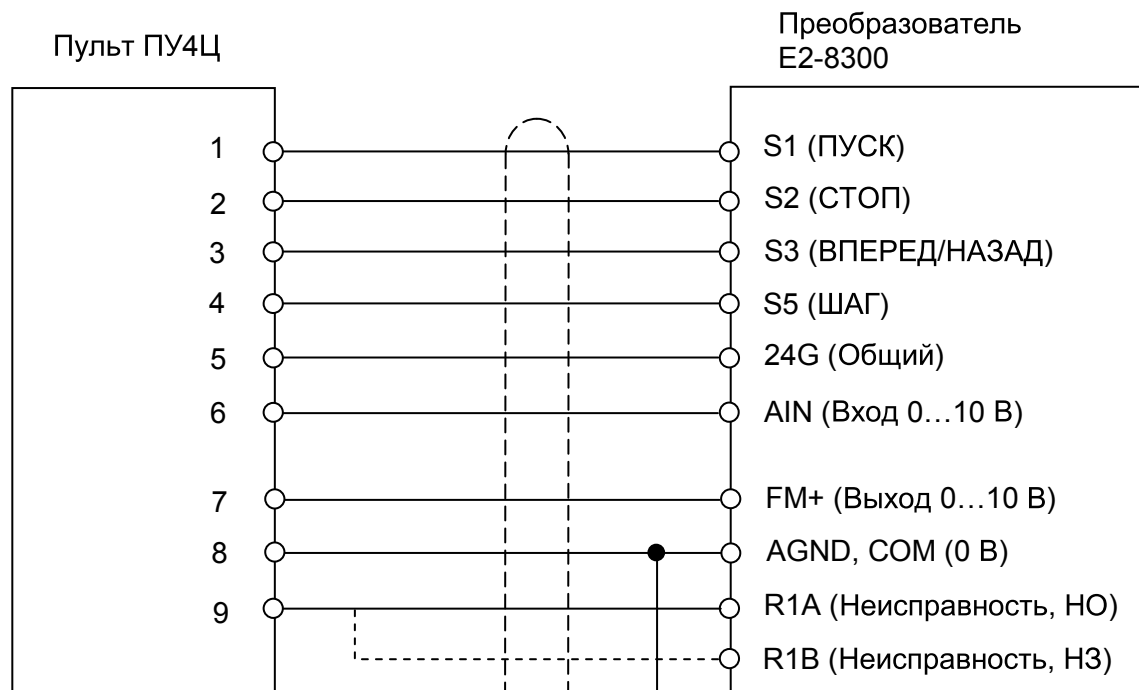 Пульт ПУ4Ц
Преобразователь
E2-8300
1 S1 (ПУСК)
2 S2 (СТОП)
3 S3 (ВПЕРЕД/НАЗАД)
4 S5 (ШАГ)
5 24G (Общий)
6 AIN (Вход 0…10 В)
7 FM+ (Выход 0…10 В)
8 AGND, COM (0 В)
9 R1A (Неисправность, НО)
R1B (Неисправность, НЗ)